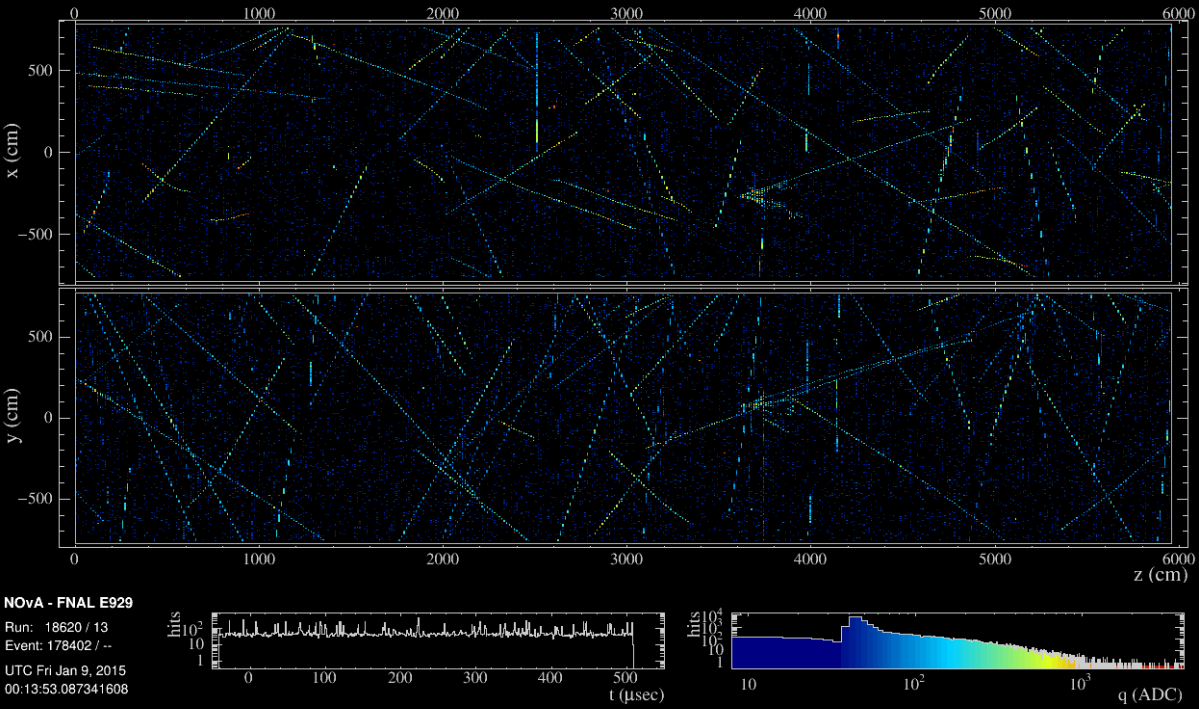 0 1000 2000 3000 4000 5000 6000
500
0
−500
x (cm)
500
0
−500
y (cm)
0 1000 2000 3000 4000 5000 6000
z (cm)
NOvA - FNAL E929
Run: 18620 / 13
Event: 178402 / --
UTC Fri Jan 9, 2015
00:13:53.087341608
hits
10²
10
1
0 100 200 300 400 500
t (μsec)
hits
10⁴
10³
10²
10
1
10 10² 10³
q (ADC)